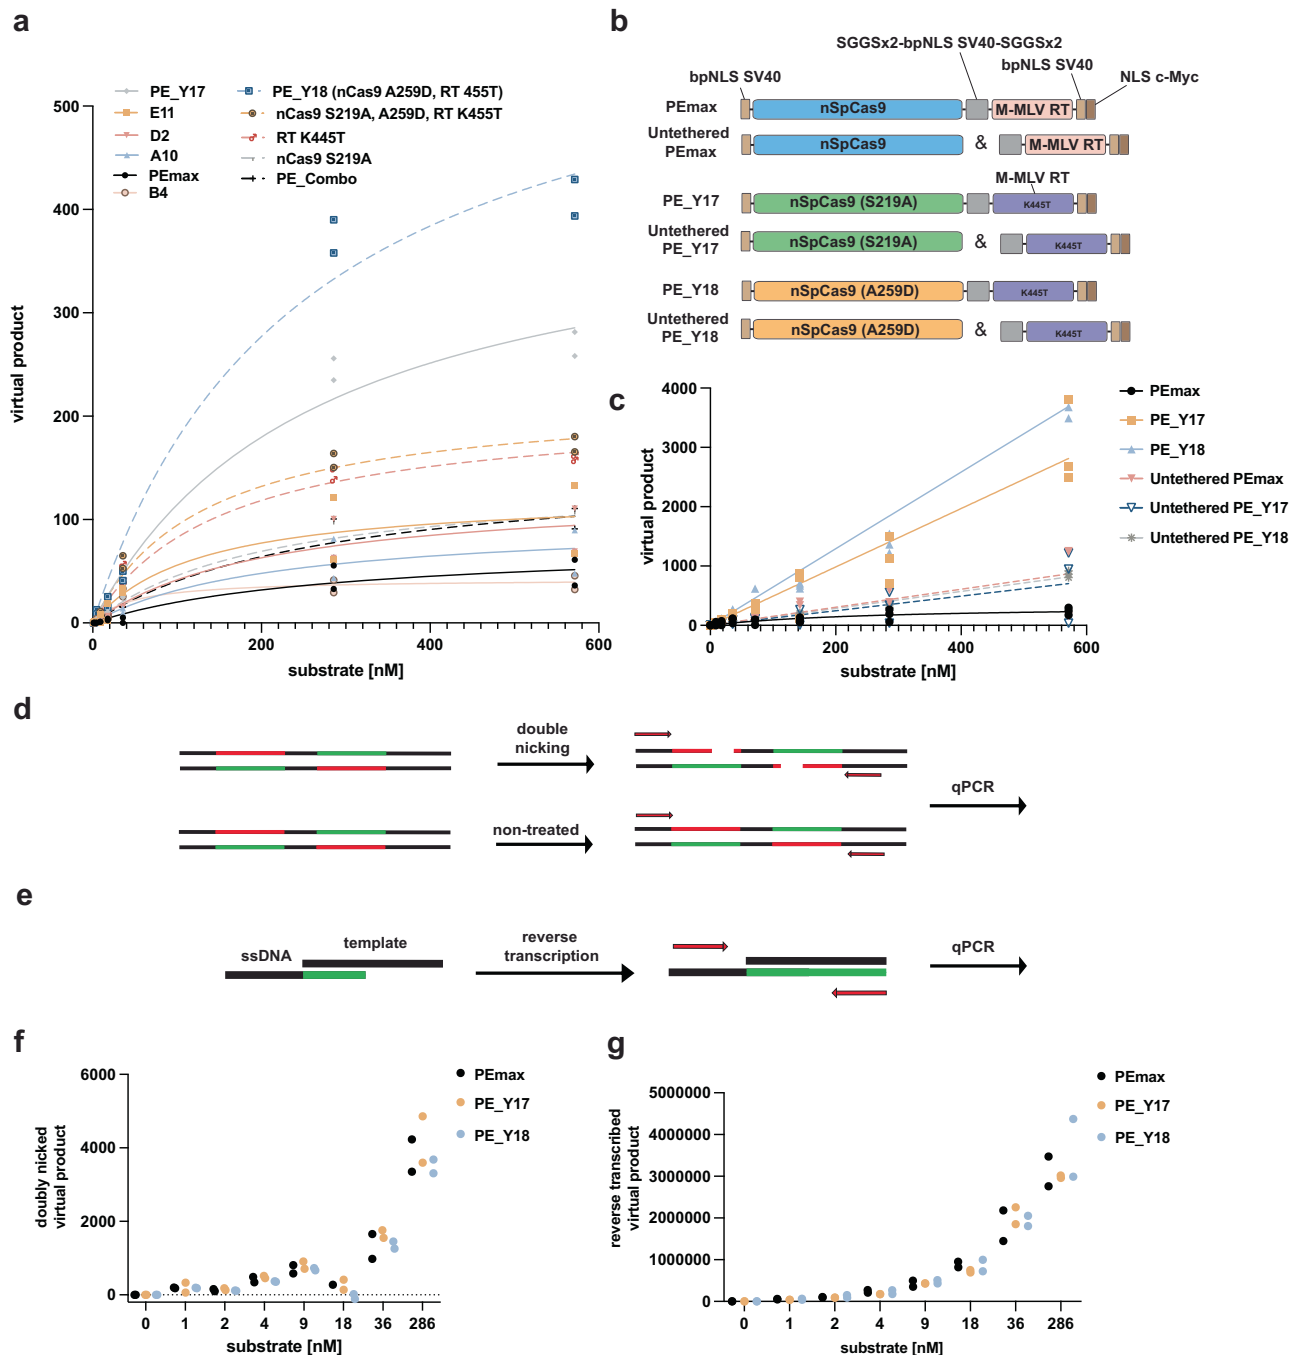 a
PE_Y17
E11
D2
A10
PEmax
B4
PE_Y18 (nCas9 A259D, RT 455T)
nCas9 S219A, A259D, RT K455T
RT K445T
nCas9 S219A
PE_Combo
500
400
300
200
100
0
virtual product
0 200 400 600
substrate [nM]
b
SGGSx2-bpNLS SV40-SGGSx2
bpNLS SV40
bpNLS SV40
NLS c-Myc
PEmax
nSpCas9
M-MLV RT
Untethered
PEmax
nSpCas9
&
M-MLV RT
M-MLV RT
PE_Y17
nSpCas9 (S219A)
K445T
Untethered
PE_Y17
nSpCas9 (S219A)
&
K445T
PE_Y18
nSpCas9 (A259D)
K445T
Untethered
PE_Y18
nSpCas9 (A259D)
&
K445T
c
4000
3000
2000
1000
0
virtual product
0 200 400 600
substrate [nM]
PEmax
PE_Y17
PE_Y18
Untethered PEmax
Untethered PE_Y17
Untethered PE_Y18
d
double
nicking
non-treated
qPCR
e
ssDNA
template
reverse
transcription
qPCR
f
6000
4000
2000
0
doubly nicked
virtual product
0 1 2 4 9 18 36 286
substrate [nM]
PEmax
PE_Y17
PE_Y18
g
5000000
4000000
3000000
2000000
1000000
0
reverse transcribed
virtual product
0 1 2 4 9 18 36 286
substrate [nM]
PEmax
PE_Y17
PE_Y18